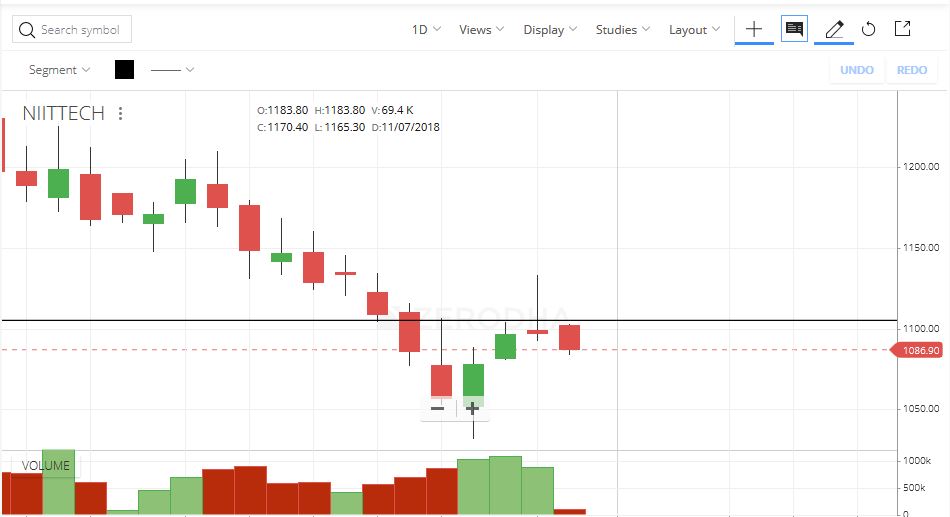 Search symbol
1D Views Display Studies Layout
Segment
UNDO REDO
NIITTECH
O:1183.80 H:1183.80 V:69.4 K
C:1170.40 L:1165.30 D:11/07/2018
1200.00
1150.00
ZERODHA
1100.00
1086.90
1050.00
VOLUME
1000k
500k
0